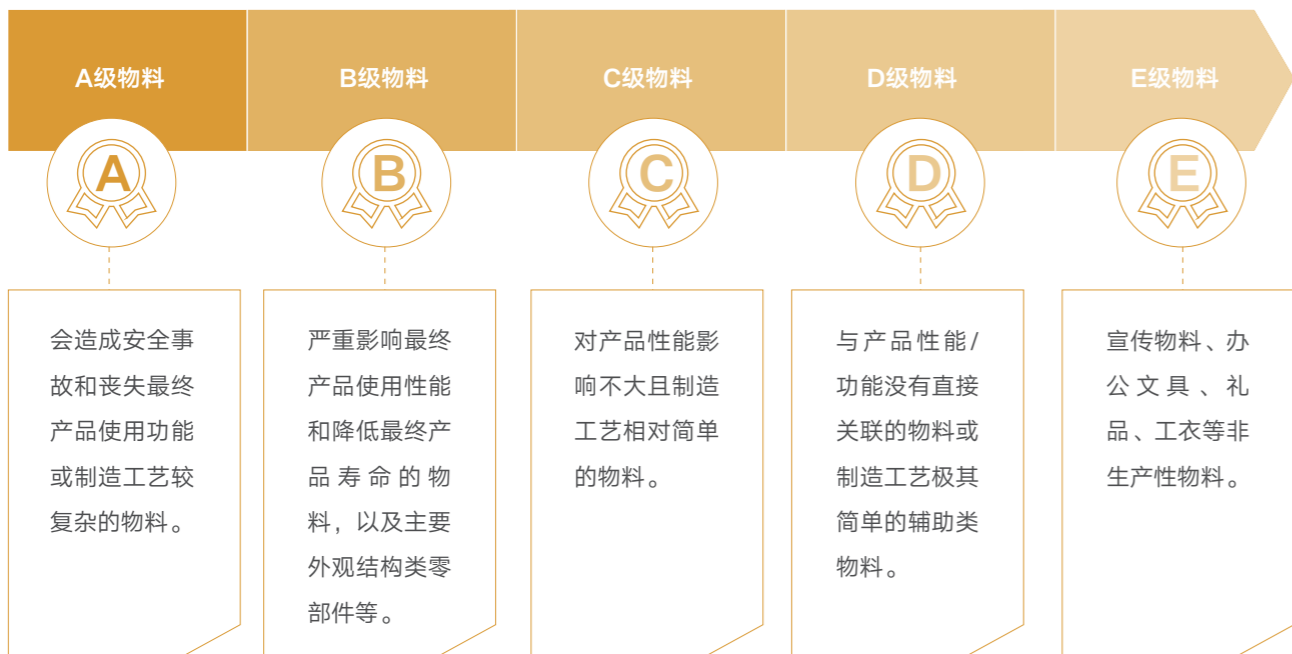 A级物料
B级物料
C级物料
D级物料
E级物料
A
B
C
D
E
会造成安全事
故和丧失最终
产品使用功能
或制造工艺较
复杂的物料。
严重影响最终
产品使用性能
和降低最终产
品寿命的物
料，以及主要
外观结构类零
部件等。
对产品性能影
响不大且制造
工艺相对简单
的物料。
与产品性能/
功能没有直接
关联的物料或
制造工艺极其
简单的辅助类
物料。
宣传物料、办
公文具、礼
品、工衣等非
生产性物料。